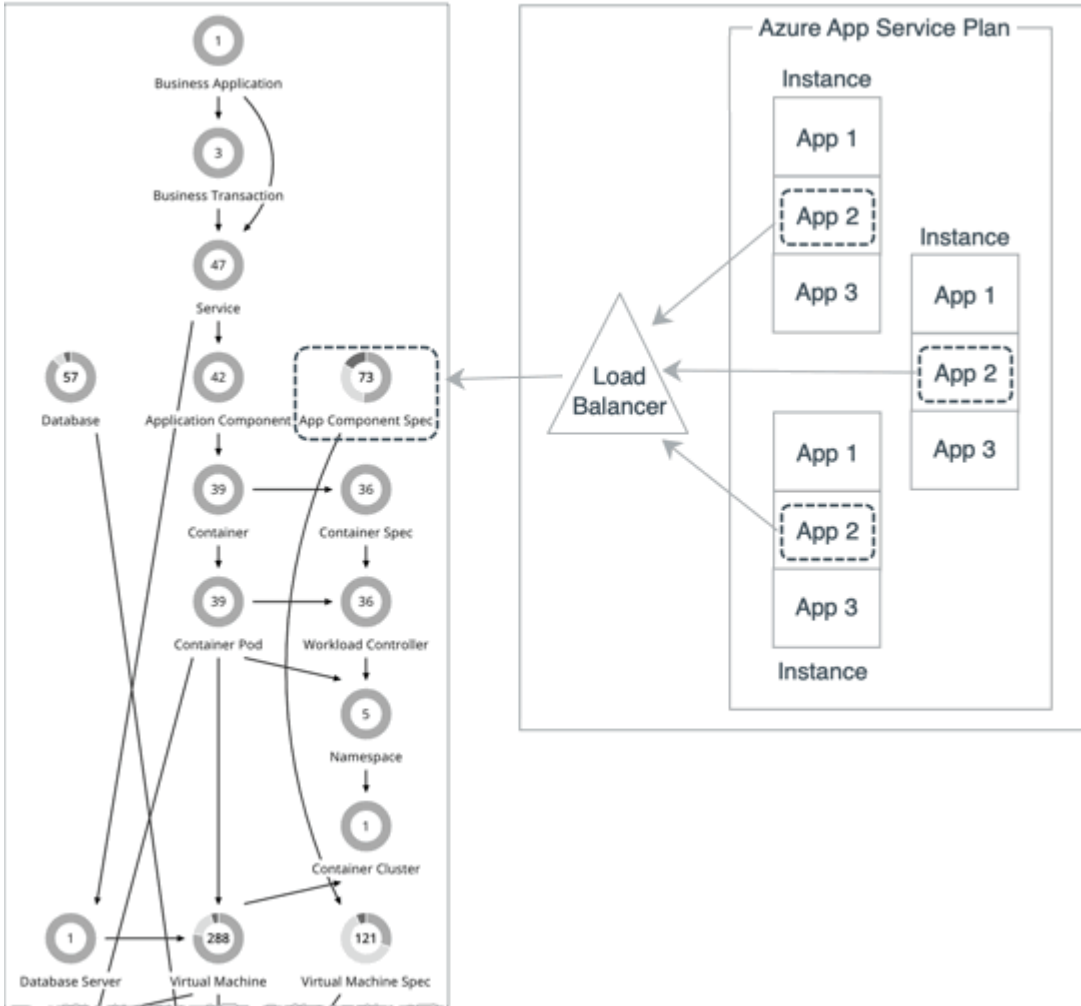 1
Business Application
3
Business Transaction
47
Service
57
Database
42
Application Component
73
App Component Spec
39
Container
36
Container Spec
39
Container Pod
36
Workload Controller
5
Namespace
1
Container Cluster
1
Database Server
288
Virtual Machine
121
Virtual Machine Spec
Azure App Service Plan
Instance
App 1
App 2
App 3
Instance
App 1
App 2
App 3
Load
Balancer
App 1
App 2
App 3
Instance